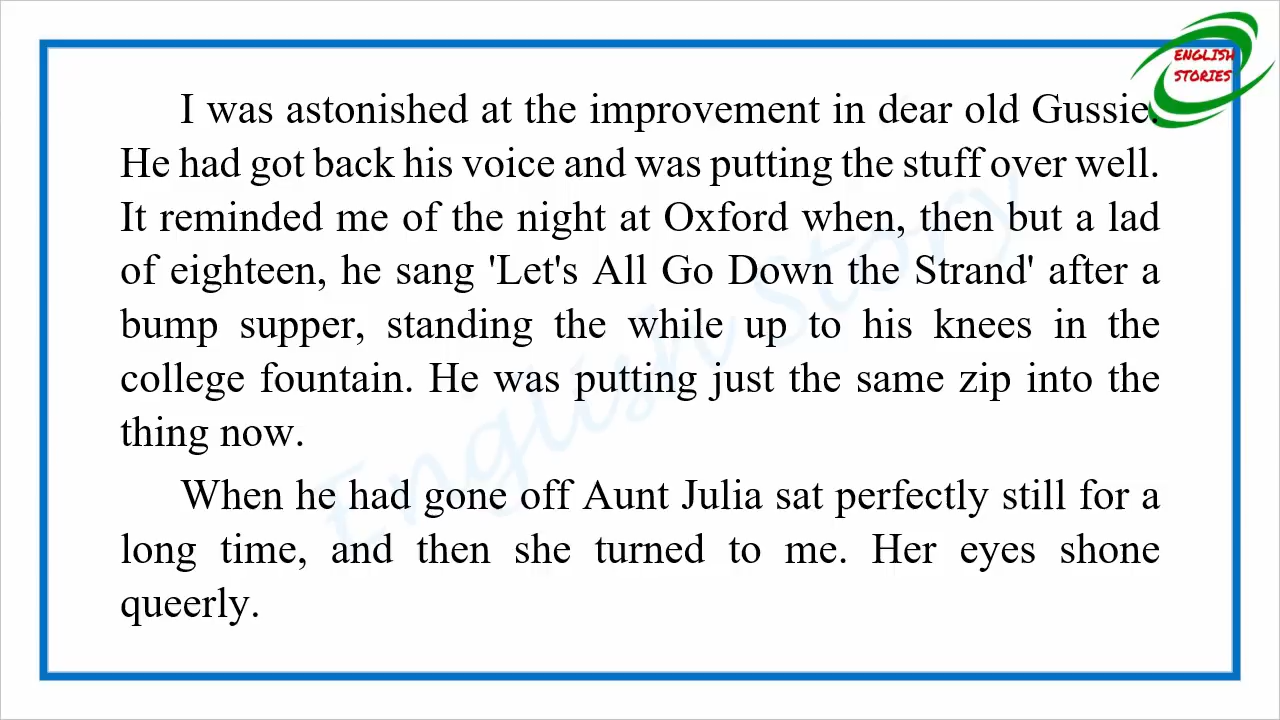 ENGLISH
STORIES
I was astonished at the improvement in dear old Gussie.
He had got back his voice and was putting the stuff over well.
It reminded me of the night at Oxford when, then but a lad
of eighteen, he sang 'Let's All Go Down the Strand' after a
bump supper, standing the while up to his knees in the
college fountain. He was putting just the same zip into the
thing now.
When he had gone off Aunt Julia sat perfectly still for a
long time, and then she turned to me. Her eyes shone
queerly.
English Story